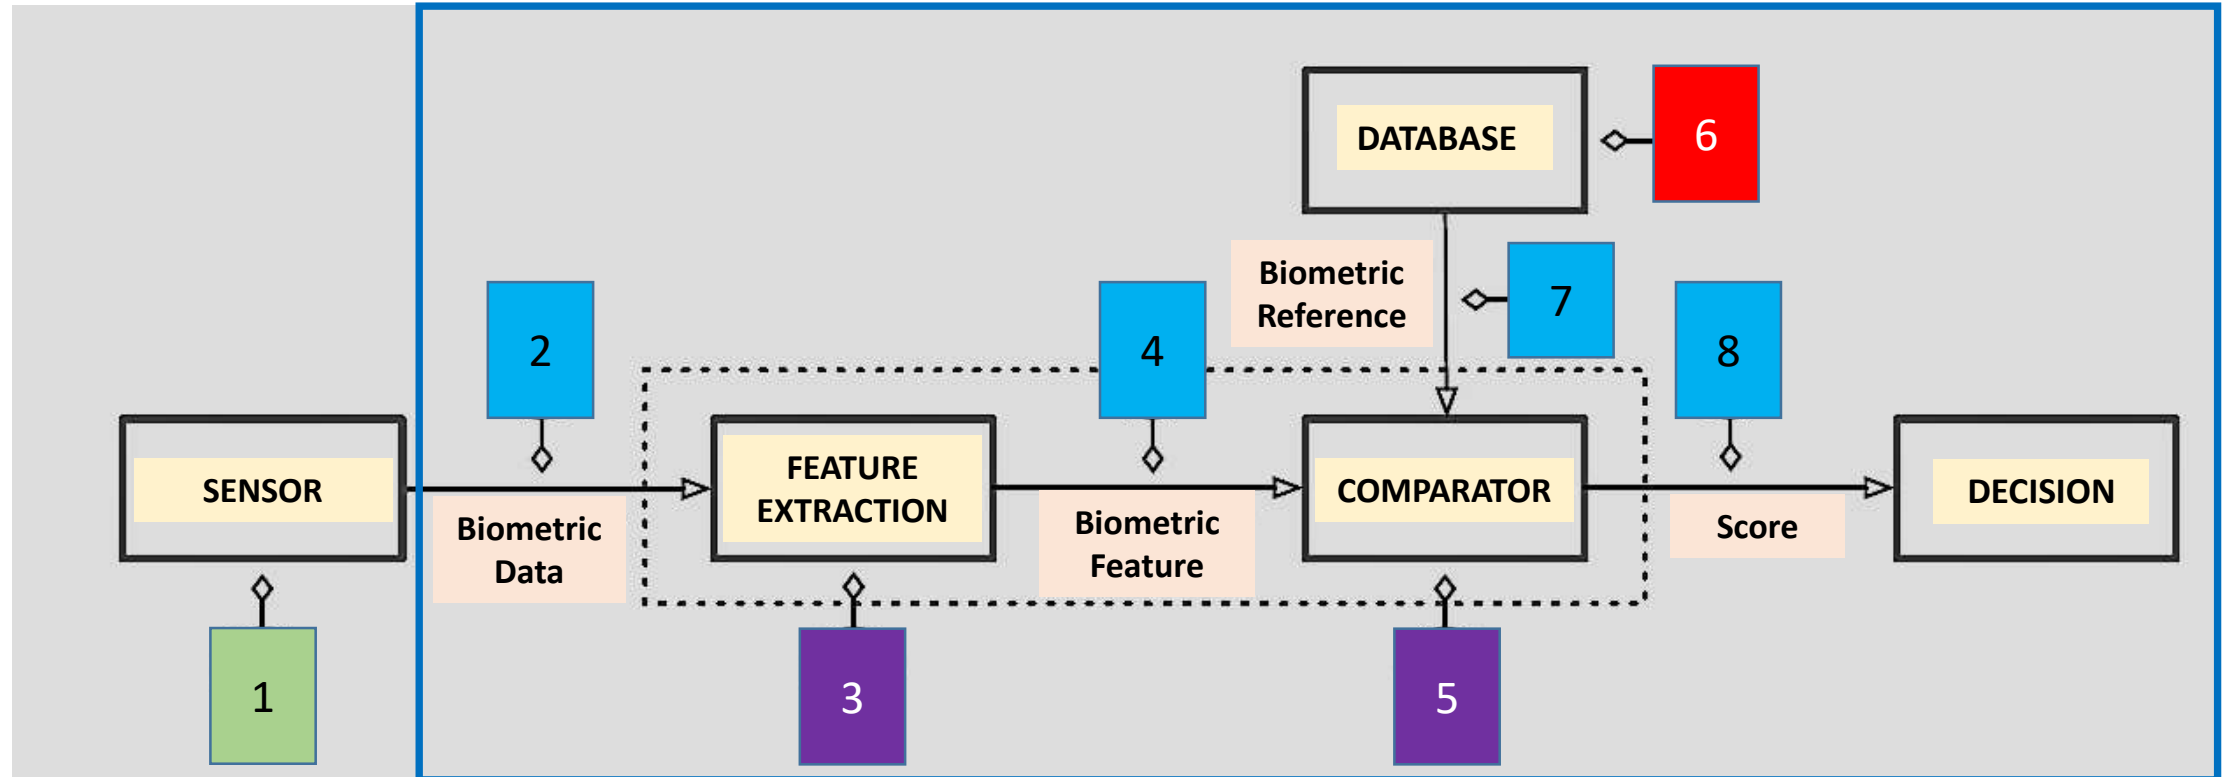 DATABASE
6
Biometric
Reference
7
2
4
8
SENSOR
FEATURE
EXTRACTION
COMPARATOR
DECISION
Biometric
Data
Biometric
Feature
Score
1
3
5